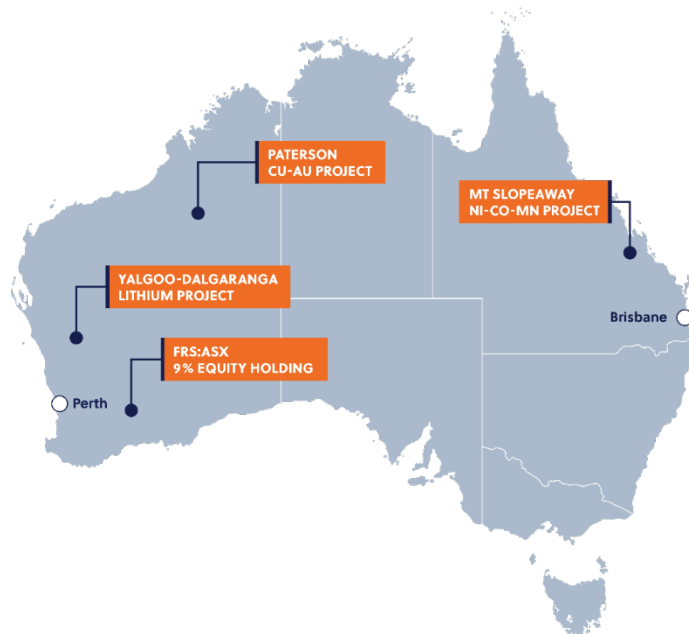 PATERSON
CU-AU PROJECT
MT SLOPEAWAY
NI-CO-MN PROJECT
YALGOO-DALGARANGA
LITHIUM PROJECT
Brisbane
FRS:ASX
9% EQUITY HOLDING
Perth